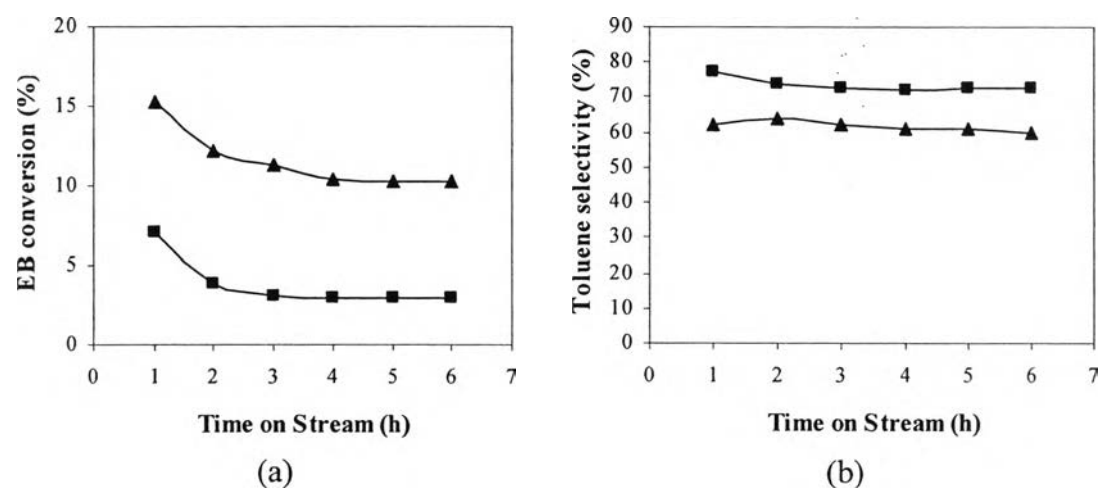 20
15
10
5
0
EB conversion (%)
0 1 2 3 4 5 6 7
Time on Stream (h)
(a)
90
80
70
60
50
40
30
20
10
0
Toluene selectivity (%)
0 1 2 3 4 5 6 7
Time on Stream (h)
(b)